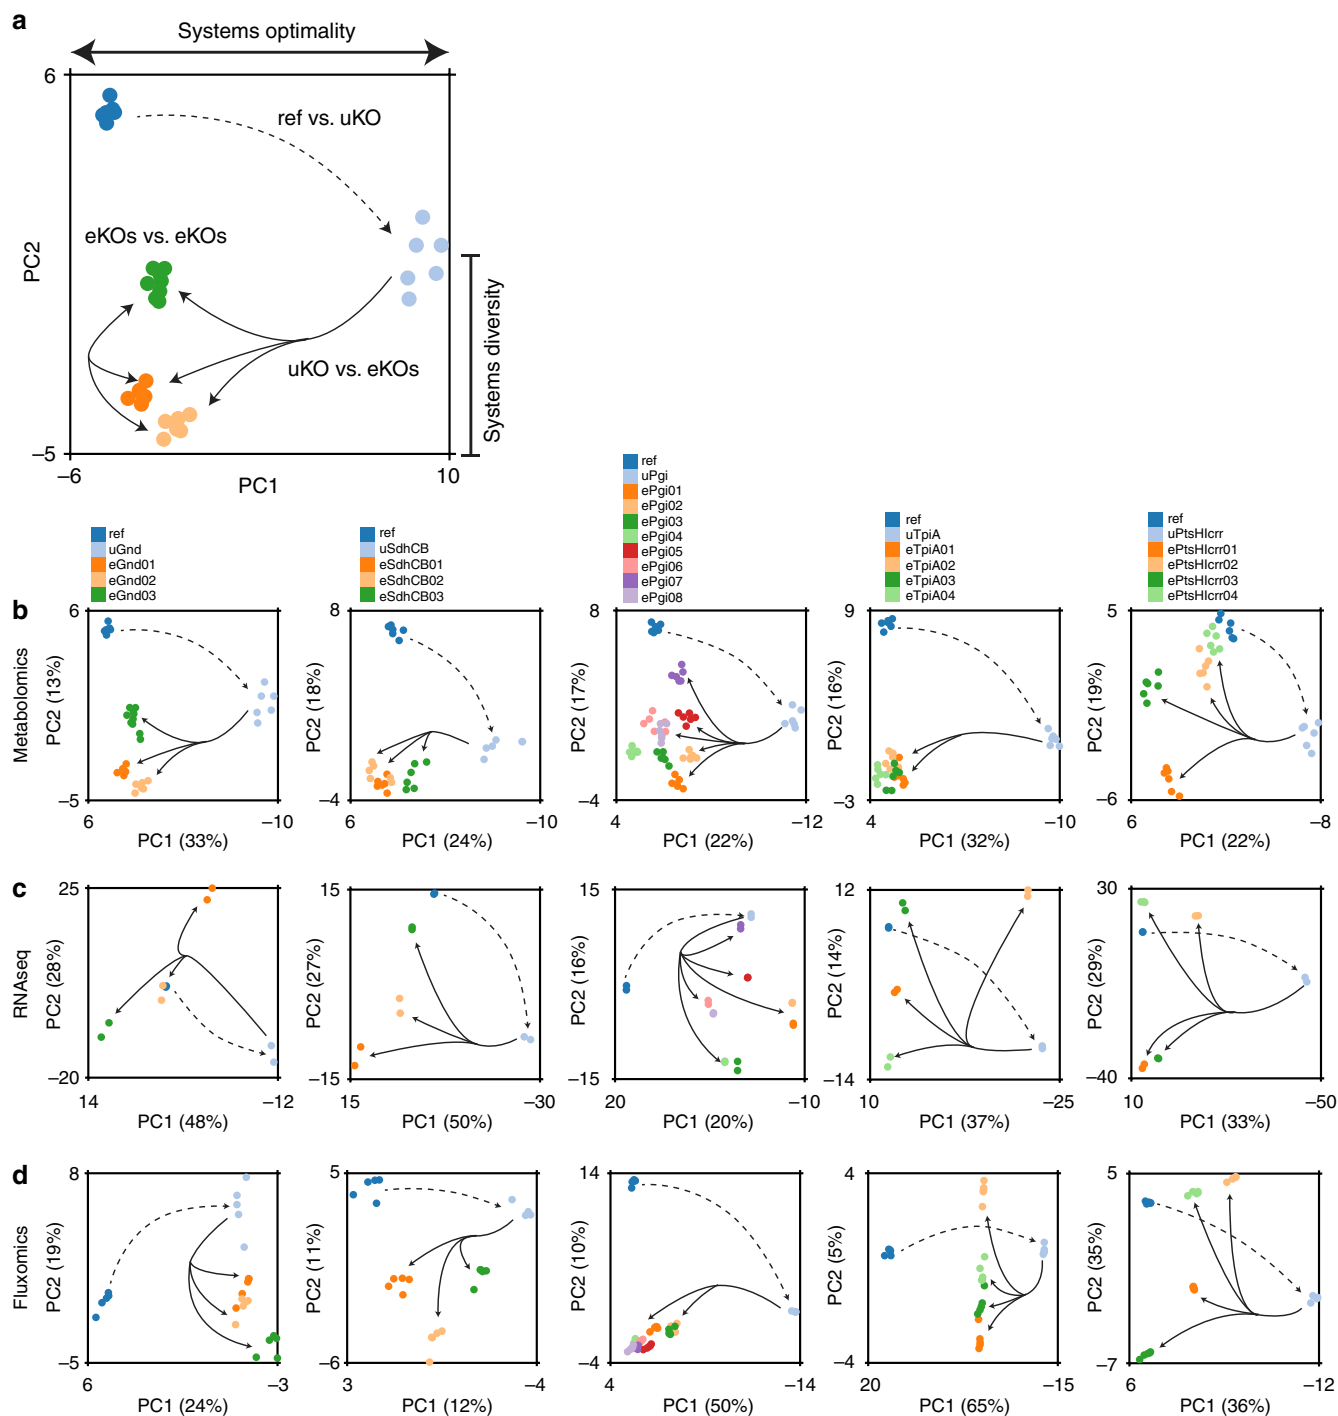 a
Systems optimality
6
ref vs. uKO
eKOs vs. eKOs
PC2
uKO vs. eKOs
Systems diversity
–5
–6
10
PC1
ref
uGnd
eGnd01
eGnd02
eGnd03
ref
uSdhCB
eSdhCB01
eSdhCB02
eSdhCB03
ref
uPgi
ePgi01
ePgi02
ePgi03
ePgi04
ePgi05
ePgi06
ePgi07
ePgi08
ref
uTpiA
eTpiA01
eTpiA02
eTpiA03
eTpiA04
ref
uPtsHIcrr
ePtsHIcrr01
ePtsHIcrr02
ePtsHIcrr03
ePtsHIcrr04
b
Metabolomics
6
PC2 (13%)
–5
6
–10
PC1 (33%)
8
PC2 (18%)
–4
6
–10
PC1 (24%)
8
PC2 (17%)
–4
4
–12
PC1 (22%)
9
PC2 (16%)
–3
4
–10
PC1 (32%)
5
PC2 (19%)
–6
6
–8
PC1 (22%)
c
RNAseq
25
PC2 (28%)
–20
14
–12
PC1 (48%)
15
PC2 (27%)
–15
15
–30
PC1 (50%)
15
PC2 (16%)
–15
20
–10
PC1 (20%)
12
PC2 (14%)
–14
10
–25
PC1 (37%)
30
PC2 (29%)
–40
10
–50
PC1 (33%)
d
Fluxomics
8
PC2 (19%)
–5
6
–3
PC1 (24%)
5
PC2 (11%)
–6
3
–4
PC1 (12%)
14
PC2 (10%)
–4
4
–14
PC1 (50%)
4
PC2 (5%)
–4
20
–15
PC1 (65%)
5
PC2 (35%)
–7
6
–12
PC1 (36%)